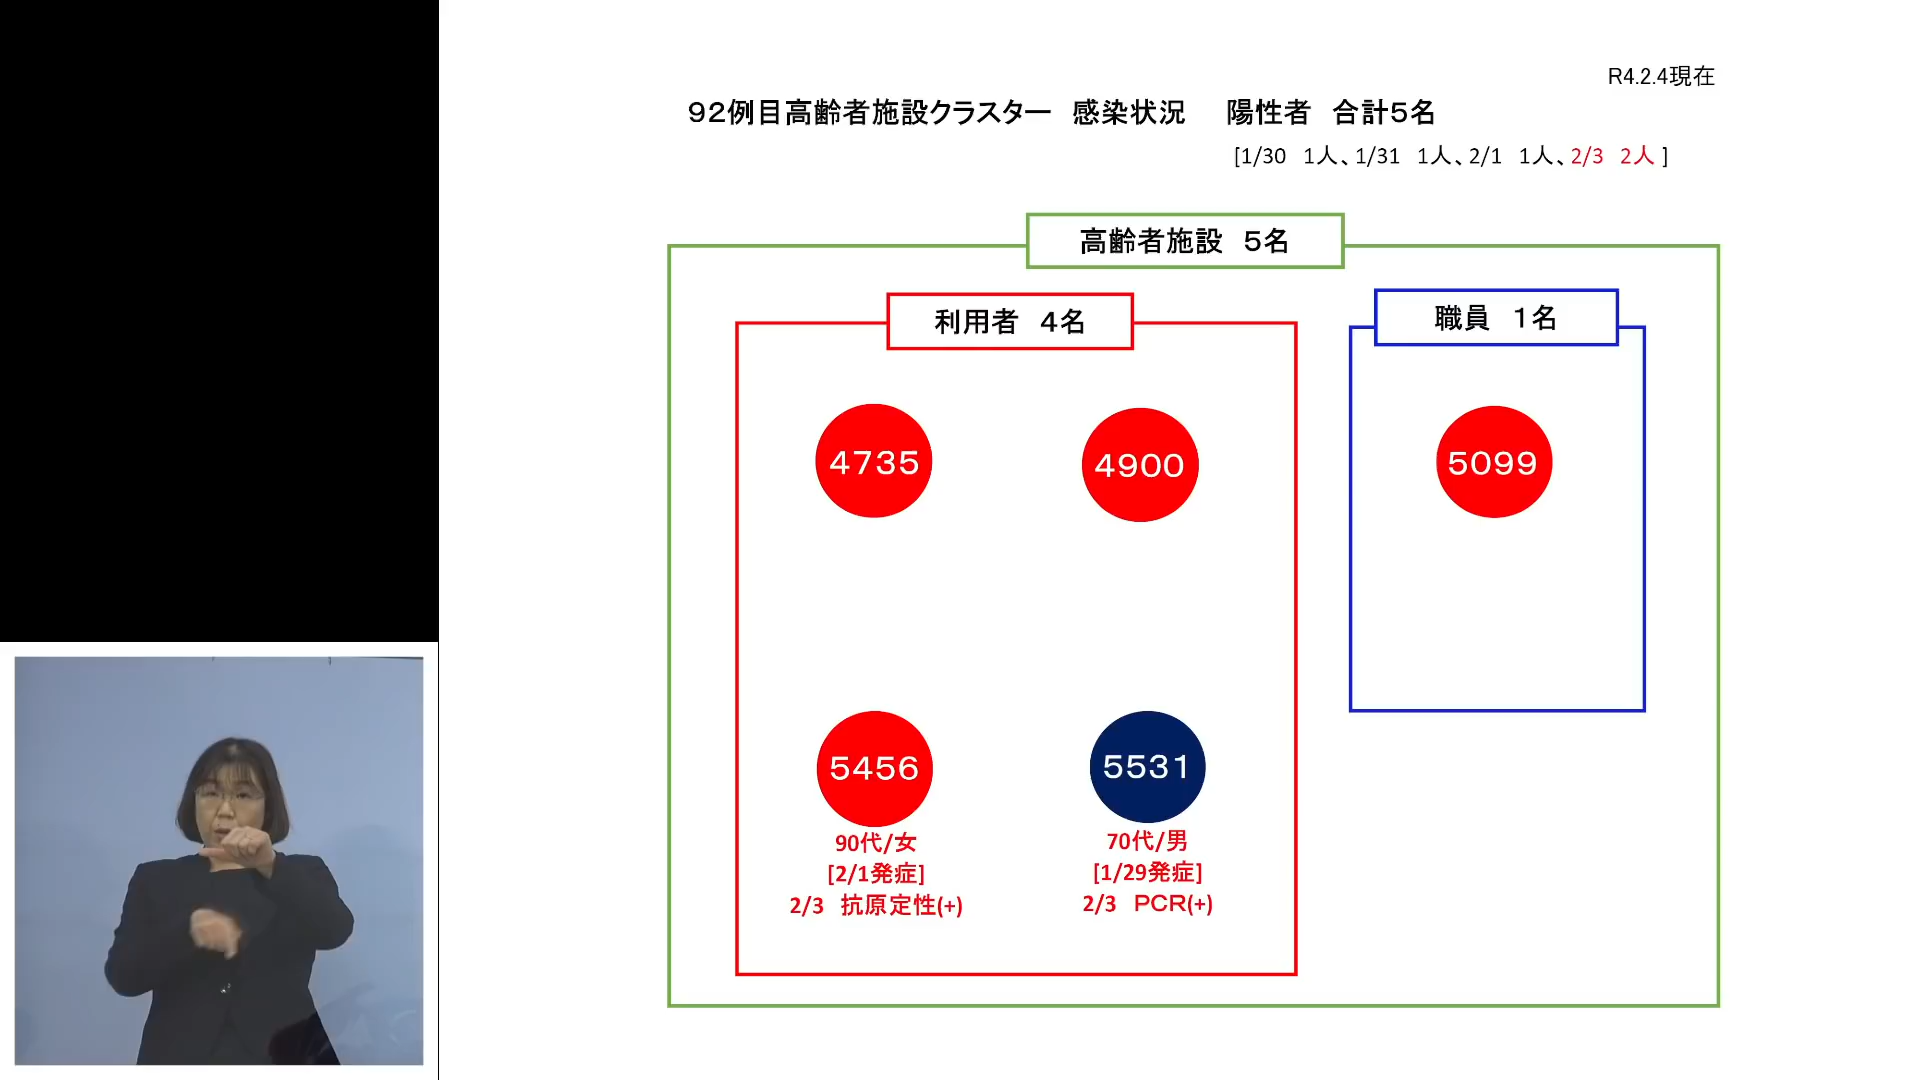 R4.2.4現在
92例目高齢者施設クラスター　感染状況　陽性者　合計5名
[1/30　1人、1/31　1人、2/1　1人、2/3　2人 ]
高齢者施設　5名
利用者　4名
職員　1名
4735
4900
5099
5456
5531
90代/女
[2/1発症]
2/3　抗原定性(+)
70代/男
[1/29発症]
2/3　PCR(+)